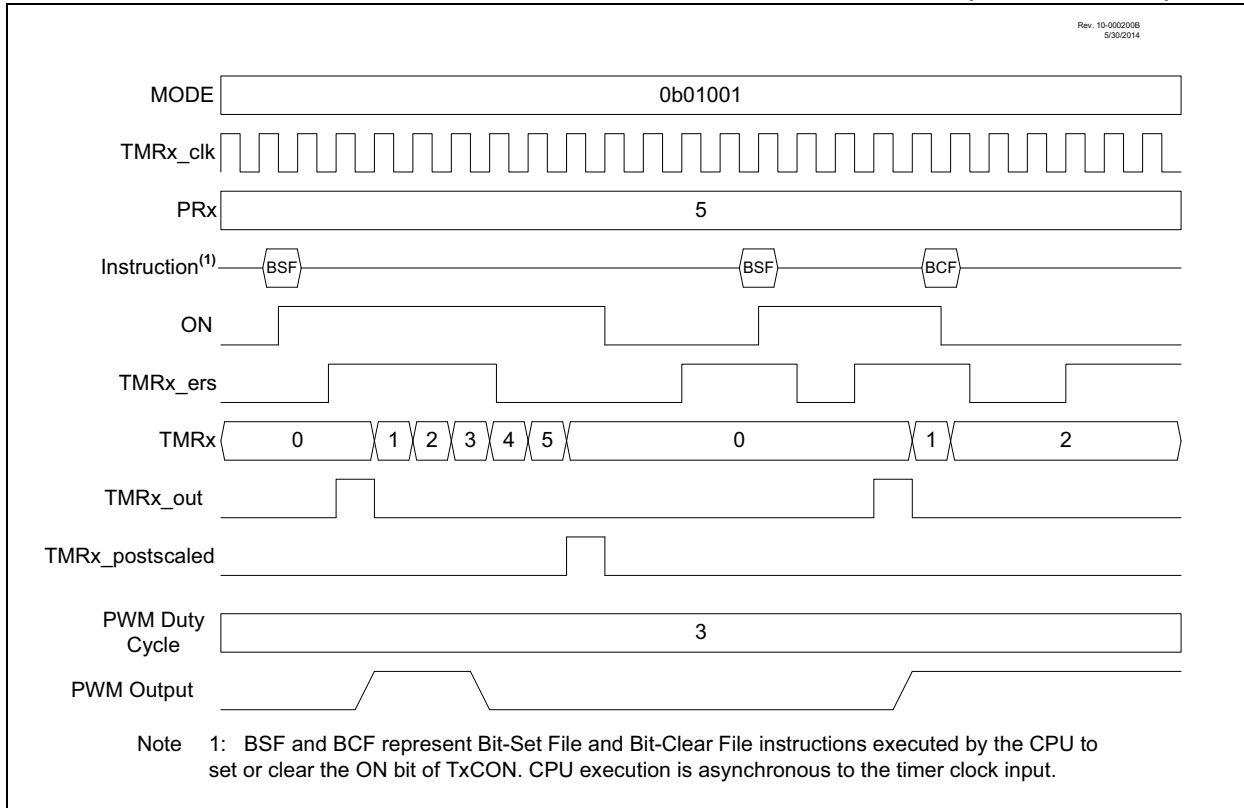 Rev. 10-000200B
5/30/2014
MODE 0b01001
TMRx_clk
PRx 5
Instruction(1) BSF BSF BCF
ON
TMRx_ers
TMRx 0 1 2 3 4 5 0 1 2
TMRx_out
TMRx_postscaled
PWM Duty
Cycle 3
PWM Output
Note 1: BSF and BCF represent Bit-Set File and Bit-Clear File instructions executed by the CPU to
set or clear the ON bit of TxCON. CPU execution is asynchronous to the timer clock input.